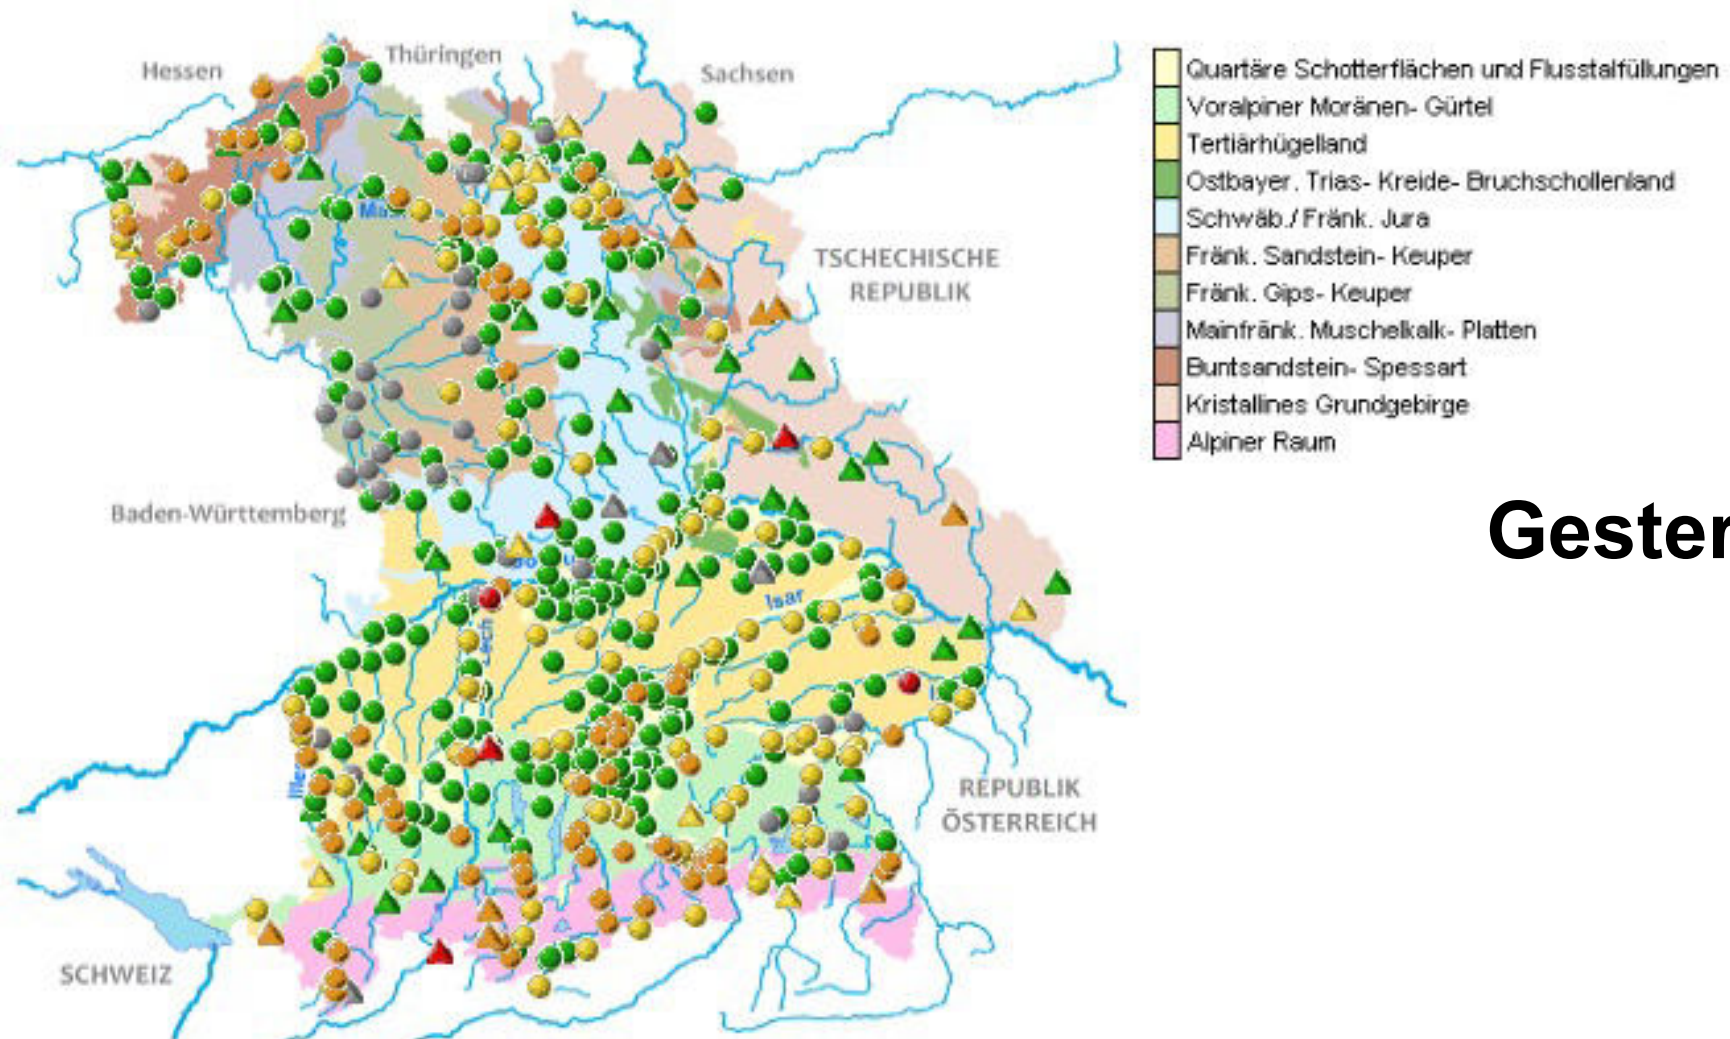 Hessen
Thüringen
Sachsen
TSCHECHISCHE
REPUBLIK
Baden-Württemberg
Isar
Lech
Iller
REPUBLIK
ÖSTERREICH
SCHWEIZ
Quartäre Schotterflächen und Flusstalfüllungen
Voralpiner Moränen- Gürtel
Tertiärhügelland
Ostbayer. Trias- Kreide- Bruchschollenland
Schwäb./ Fränk. Jura
Fränk. Sandstein- Keuper
Fränk. Gips- Keuper
Mainfränk. Muschelkalk- Platten
Buntsandstein- Spessart
Kristallines Grundgebirge
Alpiner Raum
Gester